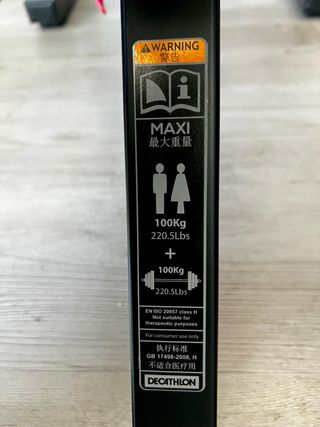 WARNING
警告
MAXI
最大重量
100Kg
220.5Lbs
+
100Kg
220.5Lbs
EN ISO 20957 class H
Not suitable for
therapeutic purposes
For consumer use only
执行标准
GB 17498-2008, H
不适合医疗用
DECATHLON